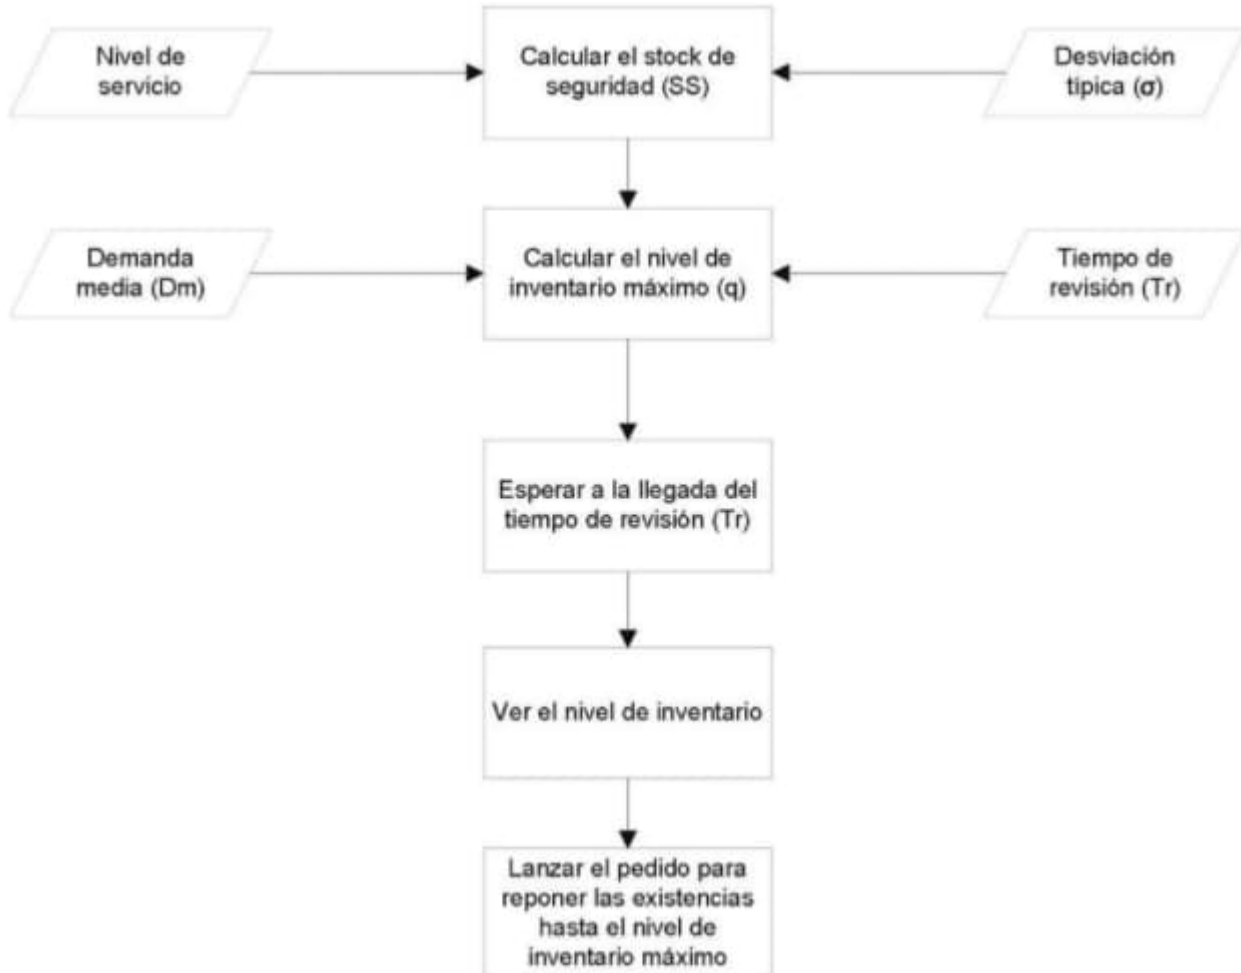 Nivel de
servicio
Calcular el stock de
seguridad (SS)
Desviación
típica (σ)
Demanda
media (Dm)
Calcular el nivel de
inventario máximo (q)
Tiempo de
revisión (Tr)
Esperar a la llegada del
tiempo de revisión (Tr)
Ver el nivel de inventario
Lanzar el pedido para
reponer las existencias
hasta el nivel de
inventario máximo